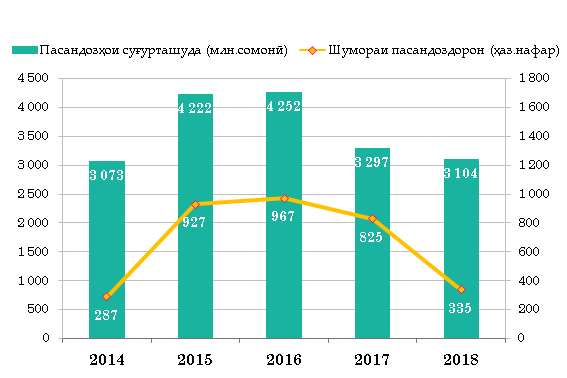 Пасандозҳои суғурташуда (млн.сомонӣ) Шумораи пасандоздорон (ҳаз.нафар)
4 500 1 800
4 000 1 600
3 500 1 400
3 000 1 200
2 500 1 000
2 000 800
1 500 600
1 000 400
500 200
0 0
3 073 4 222 4 252 3 297 3 104
287 927 967 825 335
2014 2015 2016 2017 2018